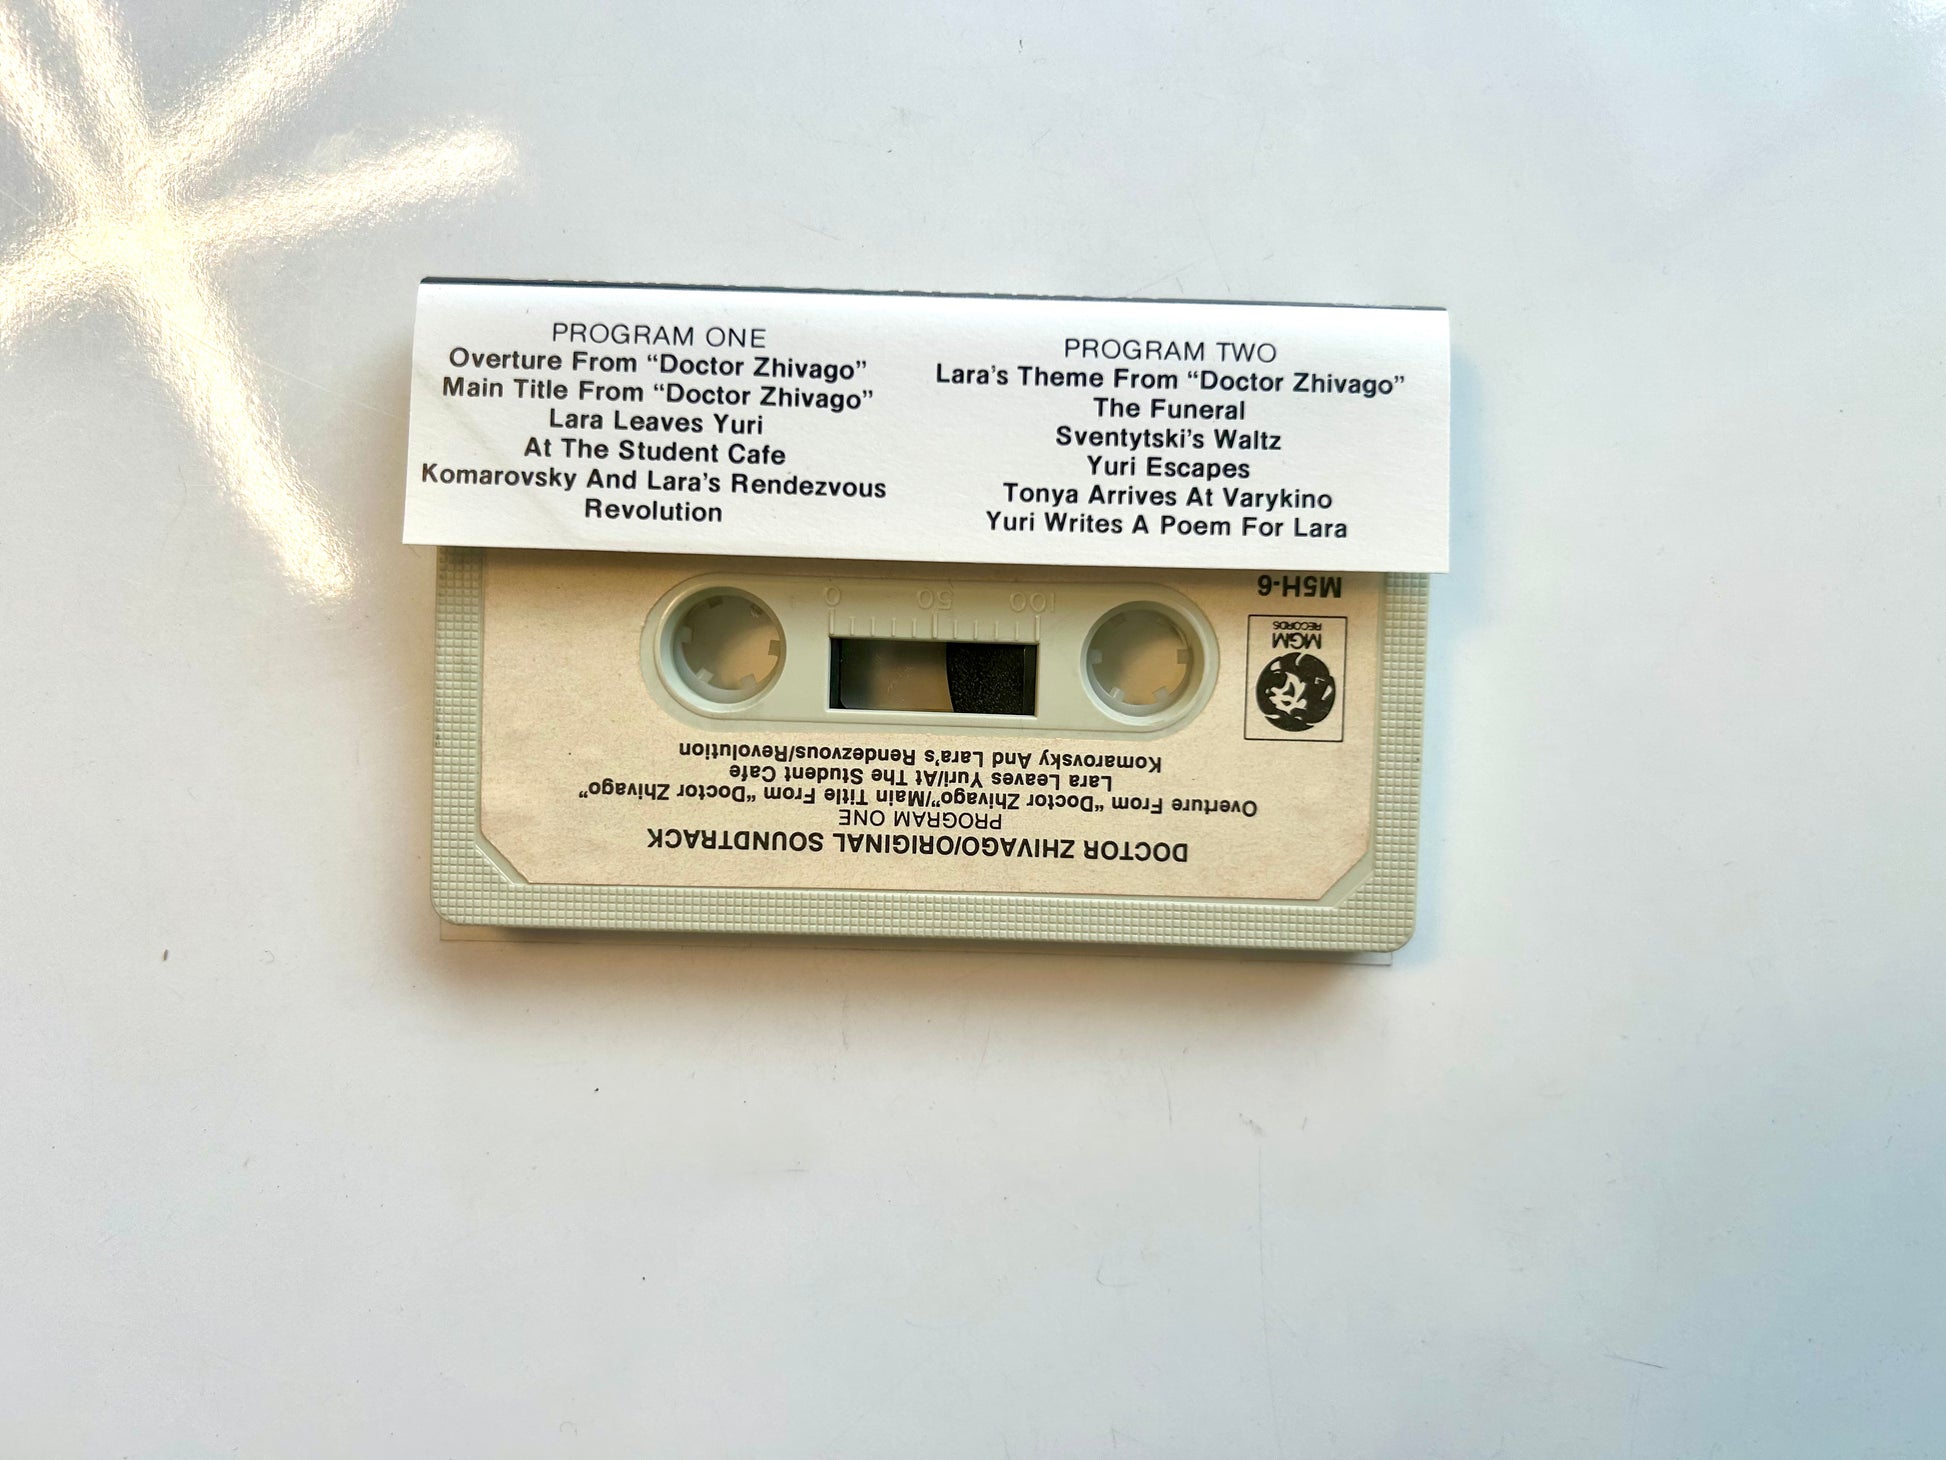 PROGRAM ONE
Overture From “Doctor Zhivago”
Main Title From “Doctor Zhivago”
Lara Leaves Yuri
At The Student Cafe
Komarovsky And Lara’s Rendezvous
Revolution
PROGRAM TWO
Lara’s Theme From “Doctor Zhivago”
The Funeral
Sventytski’s Waltz
Yuri Escapes
Tonya Arrives At Varykino
Yuri Writes A Poem For Lara
DOCTOR ZHIVAGO/ORIGINAL SOUNDTRACK
PROGRAM ONE
Overture From “Doctor Zhivago”/Main Title From “Doctor Zhivago”
Lara Leaves Yuri/At The Student Cafe
Komarovsky And Lara’s Rendezvous/Revolution
MGM
RECORDS
M5H-6
100 50 0